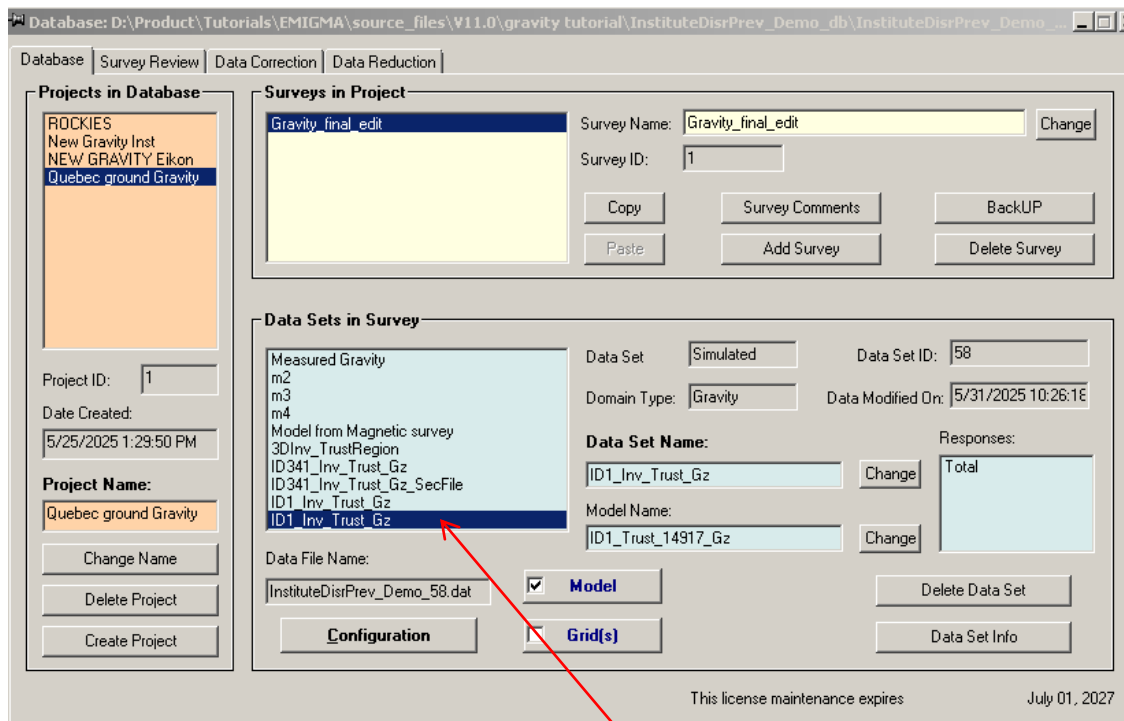 Database: D:\Product\Tutorials\EMIGMA\source_files\V11.0\gravity tutorial\InstituteDisrPrev_Demo_db\InstituteDisrPrev_Demo_...
Database
Survey Review
Data Correction
Data Reduction
Projects in Database
ROCKIES
New Gravity Inst
NEW GRAVITY Eikon
Quebec ground Gravity
Project ID: 1
Date Created:
5/25/2025 1:29:50 PM
Project Name:
Quebec ground Gravity
Change Name
Delete Project
Create Project
Surveys in Project
Gravity_final_edit
Survey Name: Gravity_final_edit Change
Survey ID: 1
Copy Survey Comments BackUP
Paste Add Survey Delete Survey
Data Sets in Survey
Measured Gravity
m2
m3
m4
Model from Magnetic survey
3DInv_TrustRegion
ID341_Inv_Trust_Gz
ID341_Inv_Trust_Gz_SecFile
ID1_Inv_Trust_Gz
ID1_Inv_Trust_Gz
Data File Name:
InstituteDisrPrev_Demo_58.dat
Configuration
Model
Grid(s)
Data Set Simulated Data Set ID: 58
Domain Type: Gravity Data Modified On: 5/31/2025 10:26:18
Data Set Name:
ID1_Inv_Trust_Gz Change
Model Name:
ID1_Trust_14917_Gz Change
Responses:
Total
Delete Data Set
Data Set Info
This license maintenance expires July 01, 2027